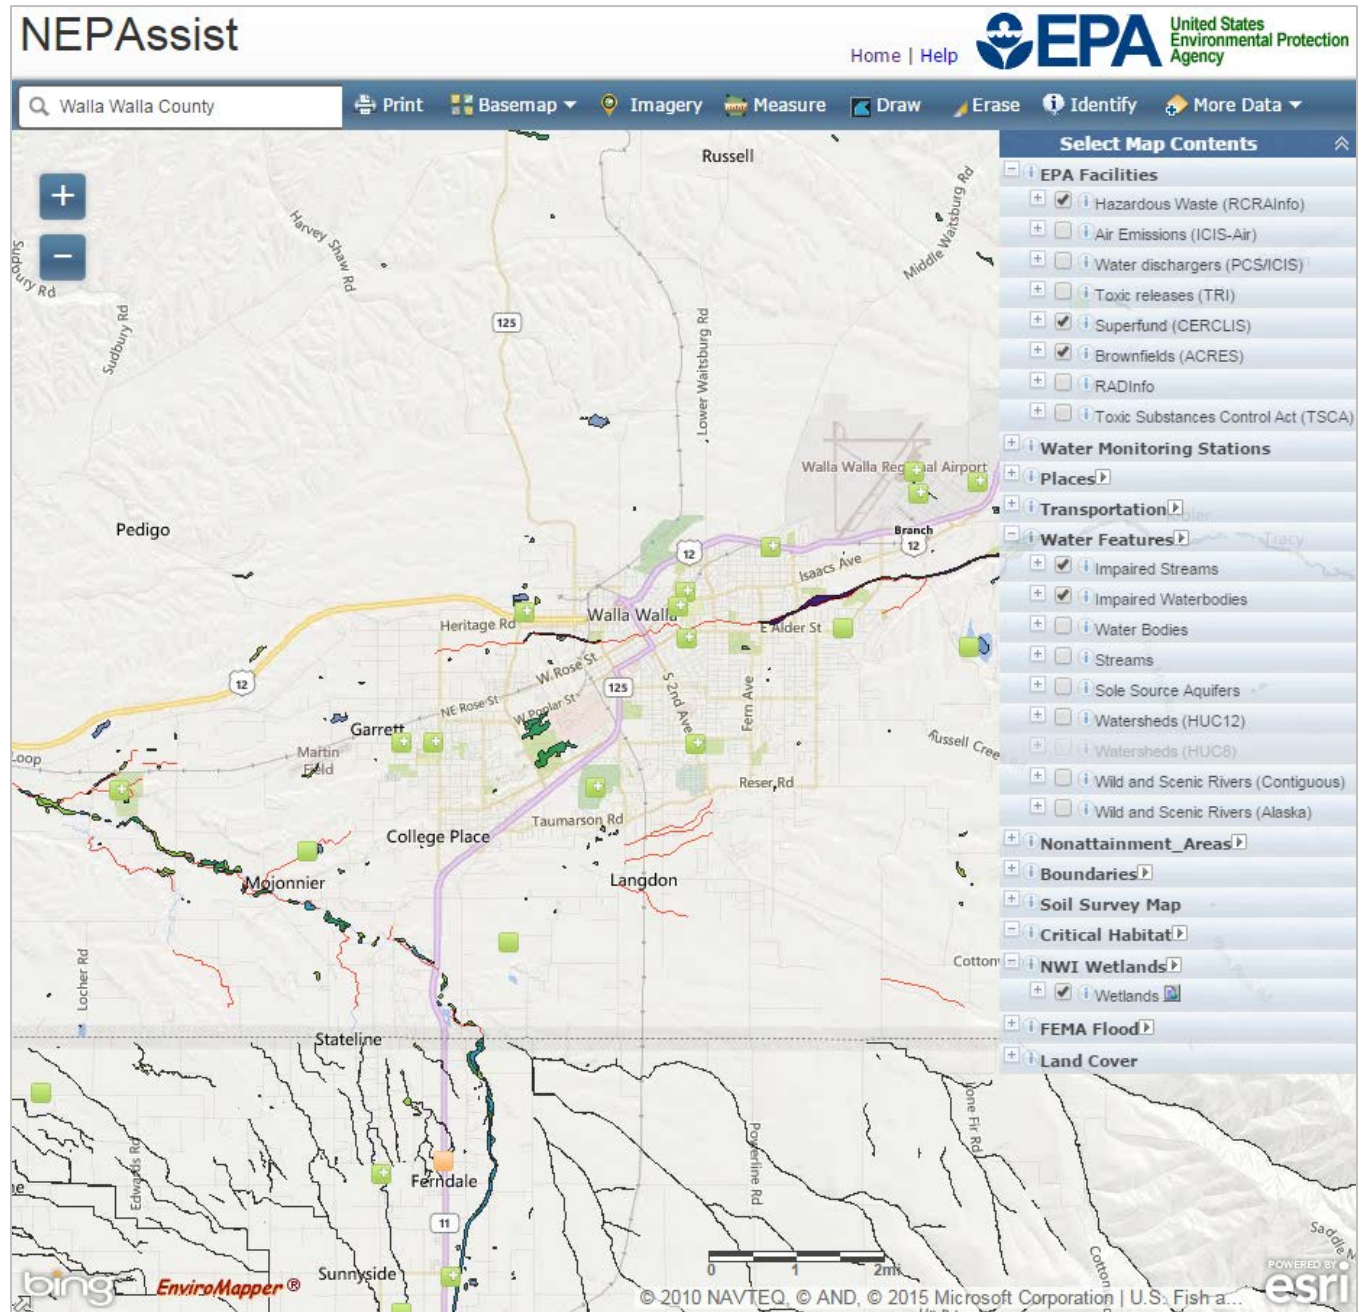 NEPAssist
Home | Help
EPA
United States
Environmental Protection
Agency
Walla Walla County
Print
Basemap
Imagery
Measure
Draw
Erase
Identify
More Data
Select Map Contents
EPA Facilities
Hazardous Waste (RCRAInfo)
Air Emissions (ICIS-Air)
Water dischargers (PCS/ICIS)
Toxic releases (TRI)
Superfund (CERCLIS)
Brownfields (ACRES)
RADInfo
Toxic Substances Control Act (TSCA)
Water Monitoring Stations
Places
Transportation
Water Features
Impaired Streams
Impaired Waterbodies
Water Bodies
Streams
Sole Source Aquifers
Watersheds (HUC12)
Watersheds (HUC8)
Wild and Scenic Rivers (Contiguous)
Wild and Scenic Rivers (Alaska)
Nonattainment_Areas
Boundaries
Soil Survey Map
Critical Habitat
NWI Wetlands
Wetlands
FEMA Flood
Land Cover
Russell
Harvey Shaw Rd
Middle Waitsburg Rd
Sudbury Rd
Sudbury Rd
125
Lower Waitsburg Rd
Walla Walla Regional Airport
Pedigo
Branch
12
12
Isaacs Ave
Tracy
Walla Walla
Heritage Rd
E Alder St
W Rose St
12
125
NE Rose St
W Poplar St
S 2nd Ave
Fern Ave
Garrett
Martin
Field
Loop
Russell Cree
Reser Rd
Taumarson Rd
College Place
Mojonnier
Langdon
Locher Rd
Cotton
Stateline
Edwards Rd
Powerline Rd
Ferndale
11
Sunnyside
Cotton
Saddle
0 1 2mi
bing
EnviroMapper ®
© 2010 NAVTEQ, © AND, © 2015 Microsoft Corporation | U.S. Fish a...
POWERED BY
esri